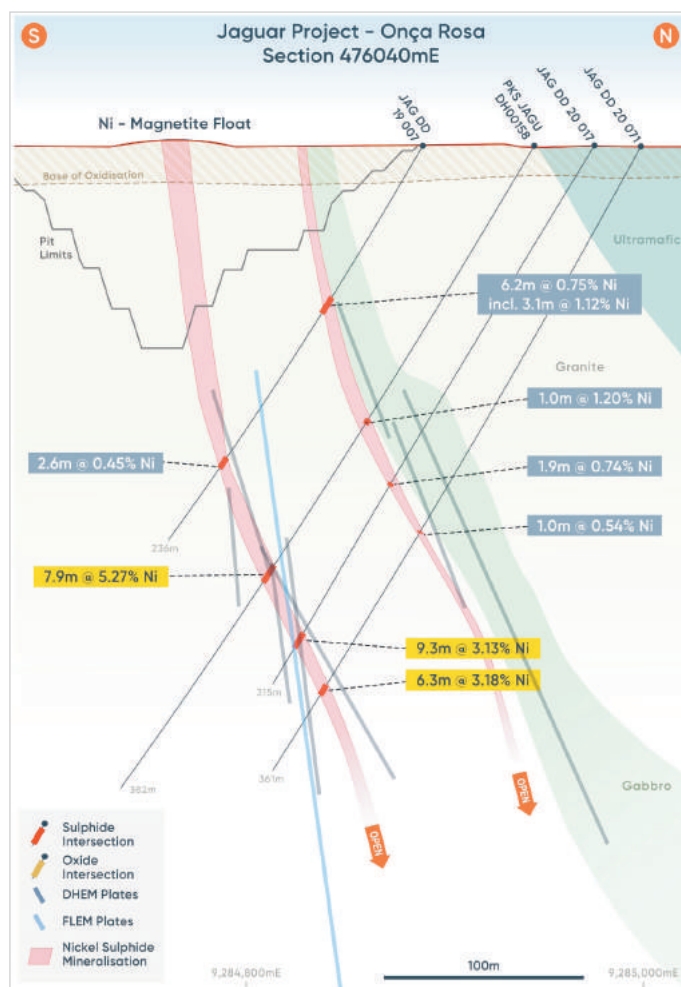 S
Jaguar Project - Onça Rosa
Section 476040mE
N
Ni - Magnetite Float
JAG DD
19 007
PKS JAGU
DH00158
JAG DD 20 017
JAG DD 20 071
Base of Oxidisation
Pit
Limits
Ultramafic
6.2m @ 0.75% Ni
incl. 3.1m @ 1.12% Ni
Granite
1.0m @ 1.20% Ni
2.6m @ 0.45% Ni
1.9m @ 0.74% Ni
1.0m @ 0.54% Ni
236m
7.9m @ 5.27% Ni
9.3m @ 3.13% Ni
6.3m @ 3.18% Ni
315m
361m
382m
OPEN
OPEN
Gabbro
Sulphide
Intersection
Oxide
Intersection
DHEM Plates
FLEM Plates
Nickel Sulphide
Mineralisation
9,284,800mE
100m
9,285,000mE